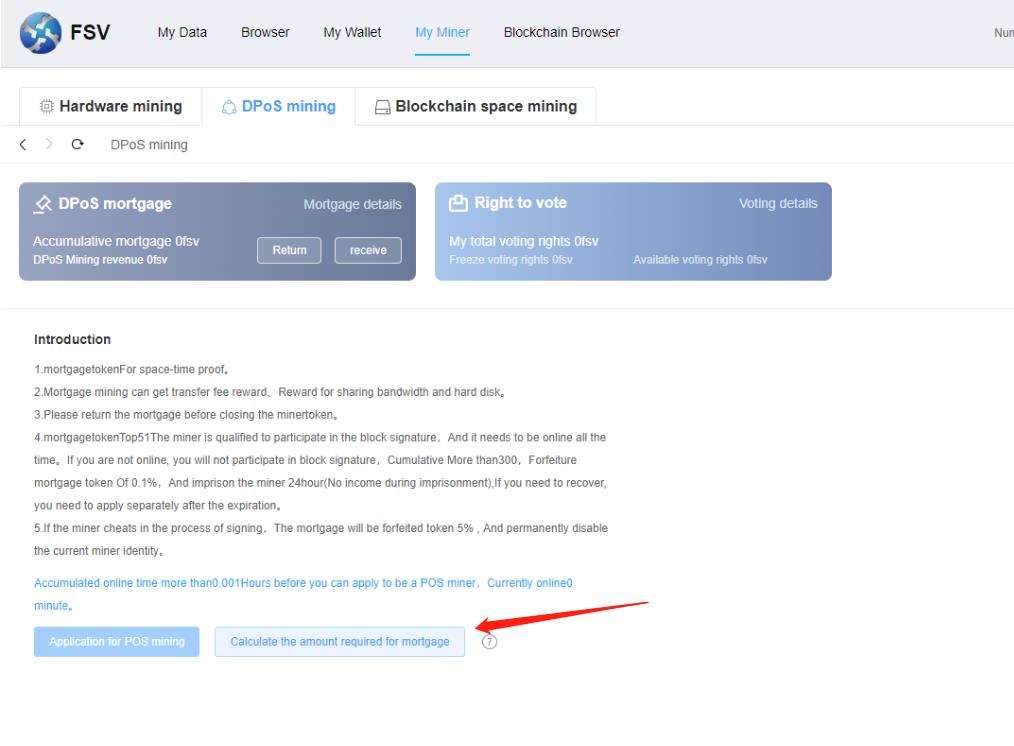 FSV
My Data Browser My Wallet My Miner Blockchain Browser Num
Hardware mining DPoS mining Blockchain space mining
DPoS mining
DPoS mortgage Mortgage details
Accumulative mortgage 0fsv
DPoS Mining revenue 0fsv
Return receive
Right to vote Voting details
My total voting rights 0fsv
Freeze voting rights 0fsv Available voting rights 0fsv
Introduction
1.mortgagetokenFor space-time proof。
2.Mortgage mining can get transfer fee reward、Reward for sharing bandwidth and hard disk。
3.Please return the mortgage before closing the minertoken。
4.mortgagetokenTop51The miner is qualified to participate in the block signature，And it needs to be online all the
time。If you are not online, you will not participate in block signature，Cumulative More than300，Forfeiture
mortgage token Of 0.1%，And imprison the miner 24hour(No income during imprisonment),If you need to recover,
you need to apply separately after the expiration。
5.If the miner cheats in the process of signing，The mortgage will be forfeited token 5% , And permanently disable
the current miner identity。
Accumulated online time more than0.001Hours before you can apply to be a POS miner，Currently online0
minute。
Application for POS mining Calculate the amount required for mortgage ?